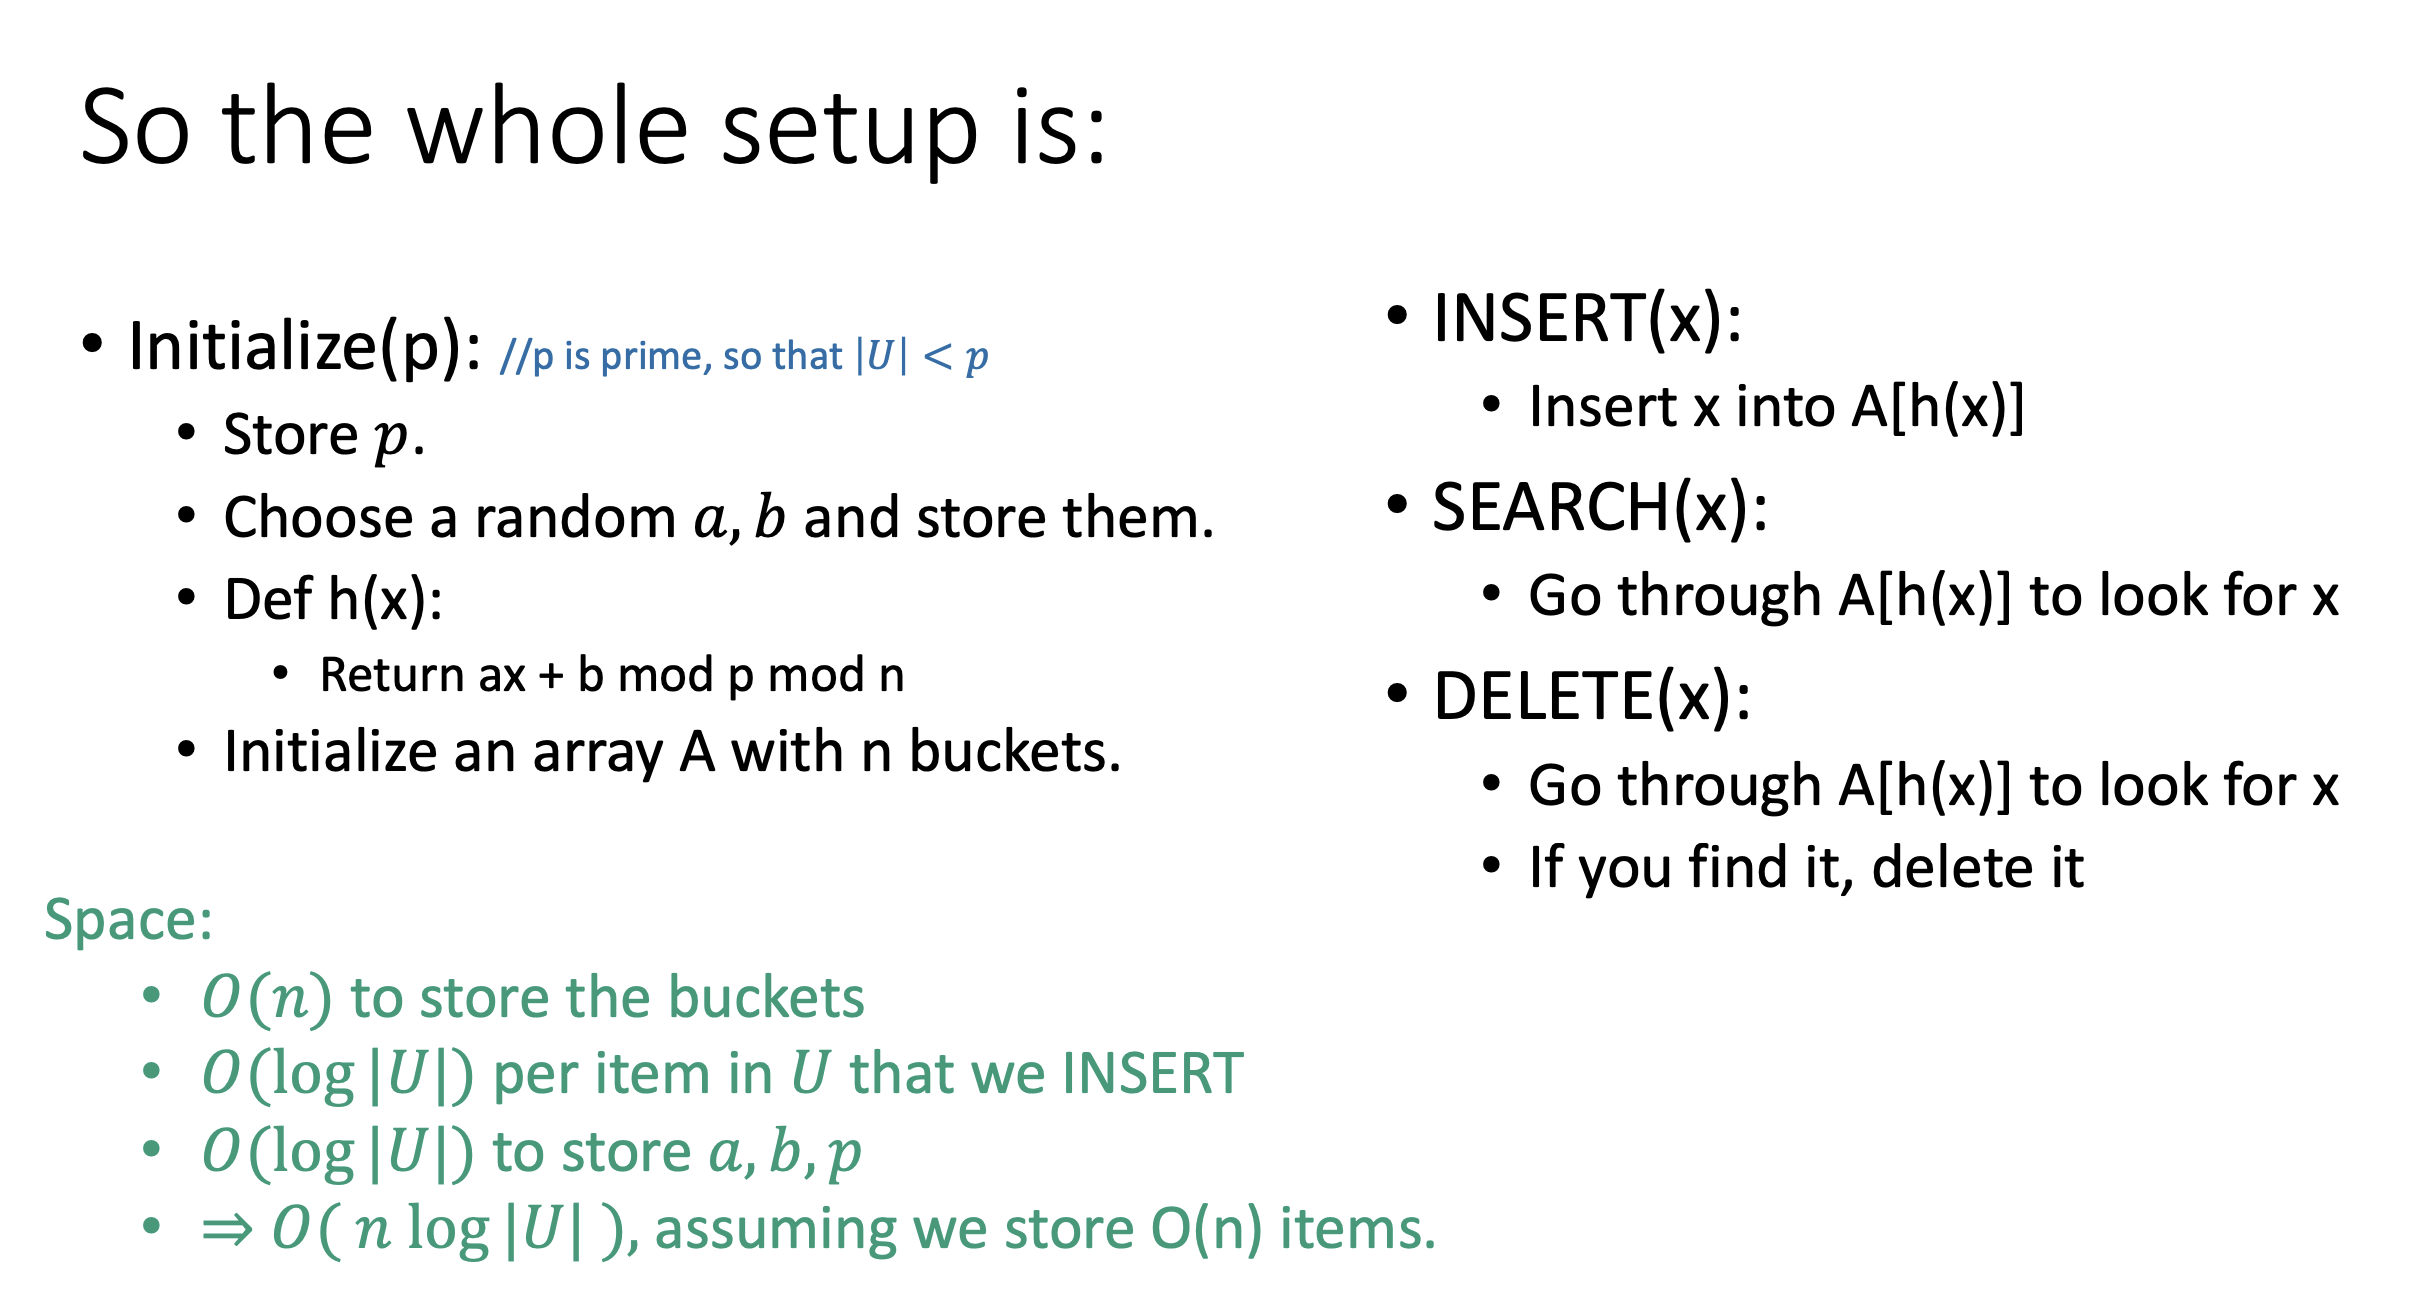 So the whole setup is:
• Initialize(p): //p is prime, so that |U| < p
• Store p.
• Choose a random a, b and store them.
• Def h(x):
• Return ax + b mod p mod n
• Initialize an array A with n buckets.
Space:
• O(n) to store the buckets
• O(log |U|) per item in U that we INSERT
• O(log |U|) to store a, b, p
• ⇒ O( n log |U| ), assuming we store O(n) items.
• INSERT(x):
• Insert x into A[h(x)]
• SEARCH(x):
• Go through A[h(x)] to look for x
• DELETE(x):
• Go through A[h(x)] to look for x
• If you find it, delete it